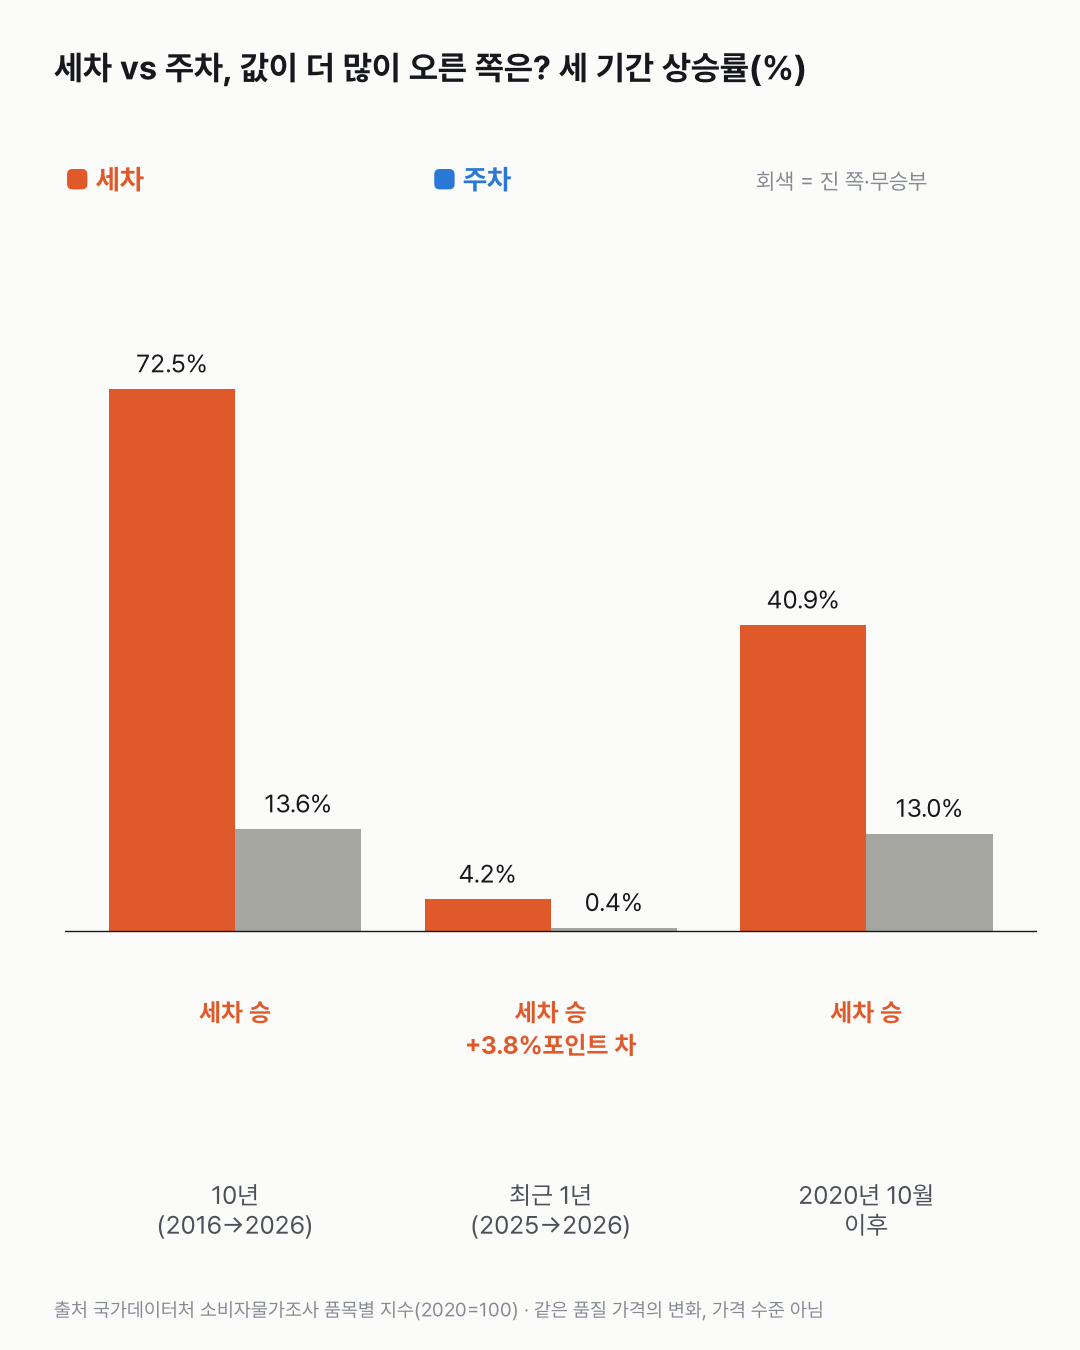 세차 vs 주차, 값이 더 많이 오른 쪽은? 세 기간 상승률(%)
세차
주차
회색 = 진 쪽·무승부
72.5%
13.6%
4.2%
0.4%
40.9%
13.0%
세차 승
세차 승
+3.8%포인트 차
세차 승
10년
(2016→2026)
최근 1년
(2025→2026)
2020년 10월
이후
출처 국가데이터처 소비자물가조사 품목별 지수(2020=100) · 같은 품질 가격의 변화, 가격 수준 아님